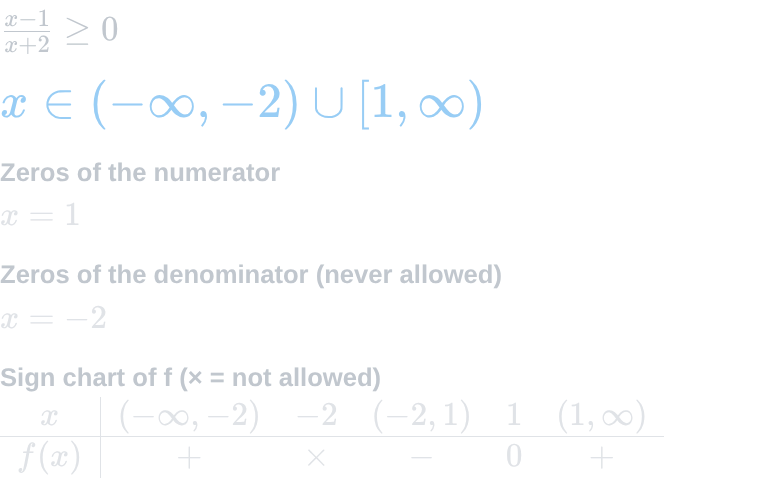 x−1/x+2 ≥ 0
x ∈ (−∞, −2) ∪ [1, ∞)
Zeros of the numerator
x = 1
Zeros of the denominator (never allowed)
x = −2
Sign chart of f (× = not allowed)
x (−∞, −2) −2 (−2, 1) 1 (1, ∞)
f(x) + × − 0 +